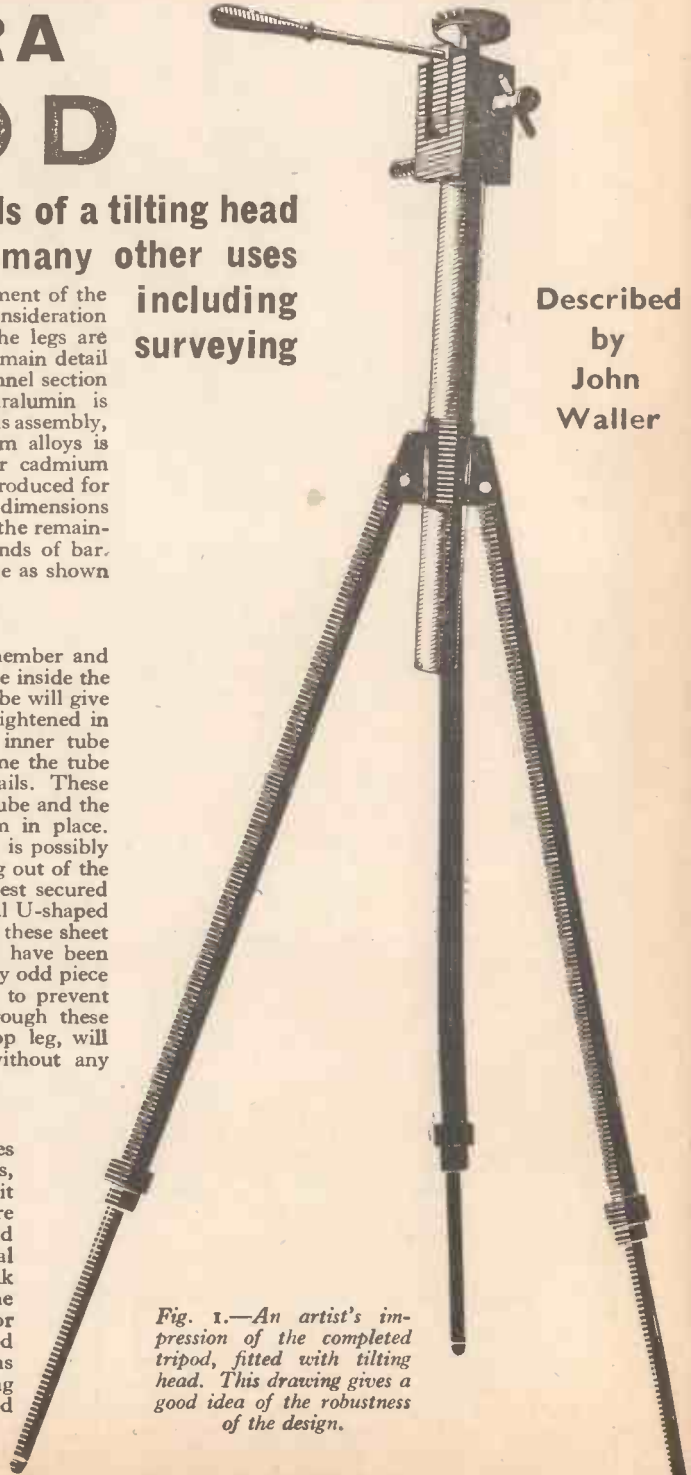 RA
OD
ls of a tilting head
many other uses
including
surveying
Described
by
John
Waller
ment of the
nsideration
he legs are
main detail
nnel section
ralumin is
is assembly,
m alloys is
r cadmium
roduced for
dimensions
the remain-
nds of bar.
e as shown
nember and
e inside the
be will give
ightened in
inner tube
ne the tube
ails. These
ube and the
n in place.
is possibly
g out of the
est secured
l U-shaped
these sheet
have been
y odd piece
to prevent
rough these
op leg, will
vithout any
es
s,
it
re
d
al
k
ne
or
d
as
ng
d
Fig. 1.—An artist's im-
pression of the completed
tripod, fitted with tilting
head. This drawing gives a
good idea of the robustness
of the design.